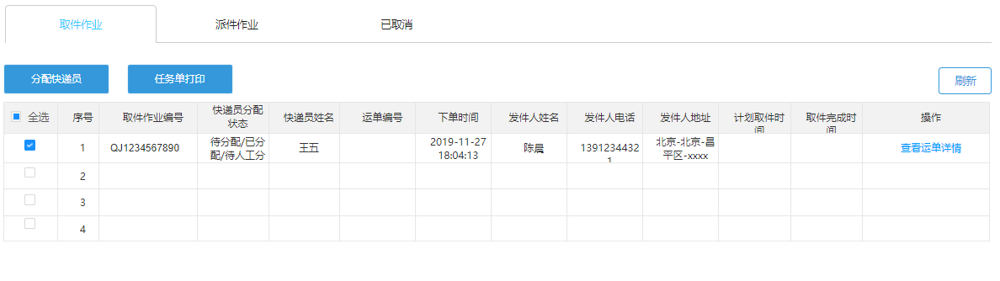 取件作业 派件作业 已取消
分配快递员 任务单打印 刷新
全选 序号 取件作业编号 快递员分配 快递员姓名 运单编号 下单时间 发件人姓名 发件人电话 发件人地址 计划取件时 取件完成时 操作
状态 间 间
1 QJ1234567890 待分配/已分 王五 2019-11-27 陈晨 1391234432 北京-北京-昌 查看运单详情
配/待人工分 18:04:13 1 平区-xxxx
2
3
4